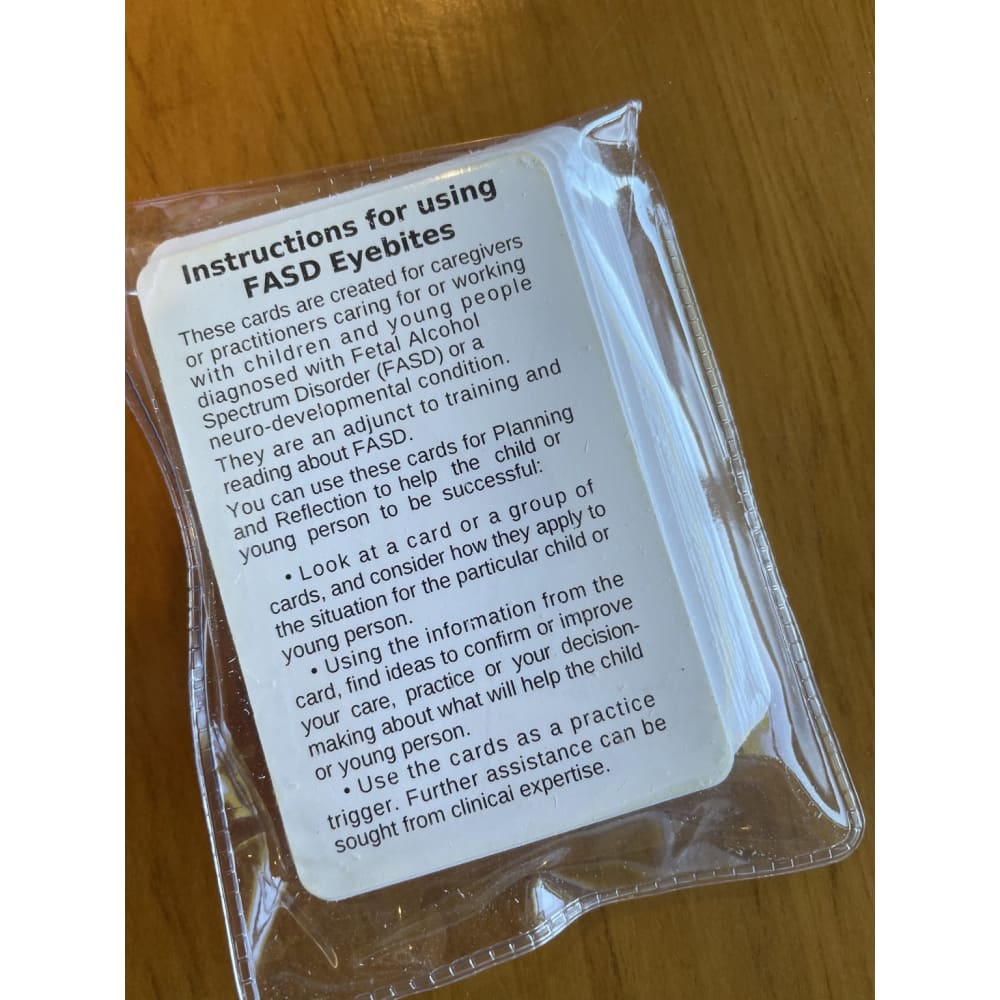 Instructions for using
FASD Eyebites
These cards are created for caregivers
or practitioners caring for or working
with children and young people
diagnosed with Fetal Alcohol
Spectrum Disorder (FASD) or a
neuro-developmental condition.
They are an adjunct to training and
reading about FASD.
You can use these cards for Planning
and Reflection to help the child or
young person to be successful:
• Look at a card or a group of
cards, and consider how they apply to
the situation for the particular child or
young person.
• Using the information from the
card, find ideas to confirm or improve
your care, practice or your decision-
making about what will help the child
or young person.
• Use the cards as a practice
trigger. Further assistance can be
sought from clinical expertise.